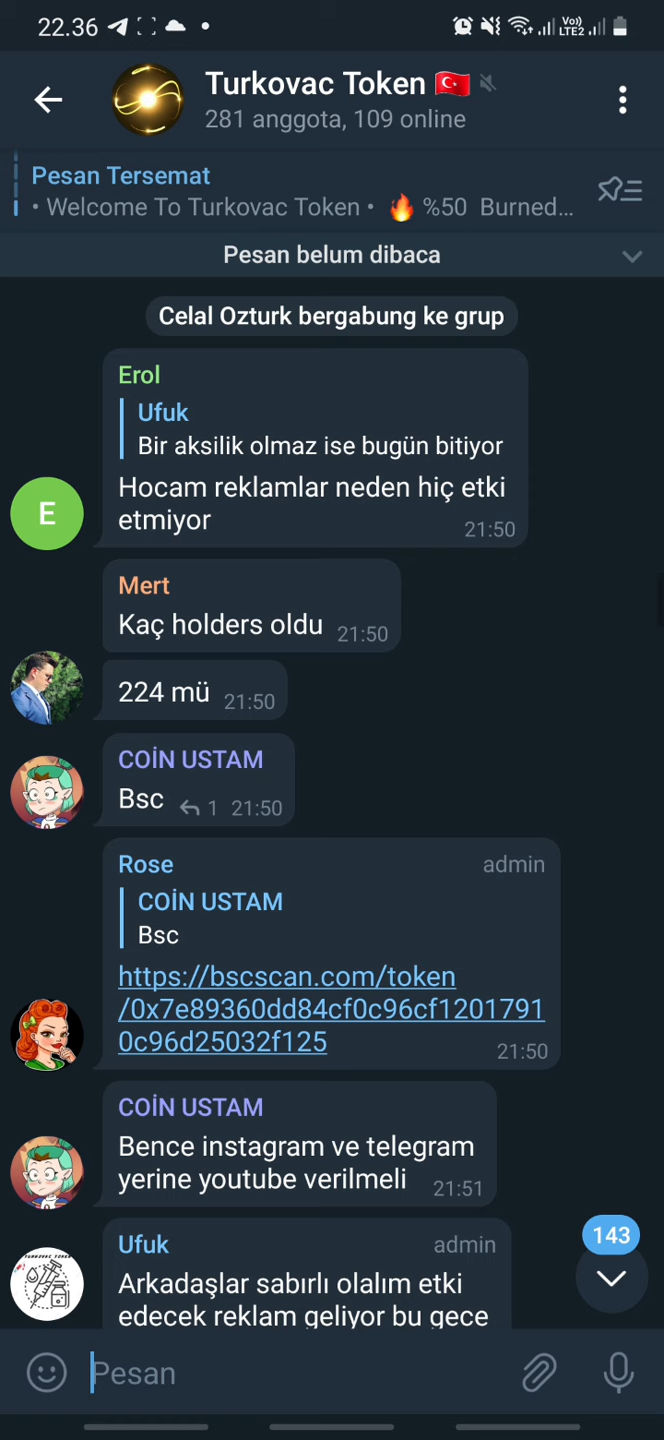 22.36
Vo))
LTE2
Turkovac Token
281 anggota, 109 online
Pesan Tersemat
• Welcome To Turkovac Token • 🔥 %50 Burned...
Pesan belum dibaca
Celal Ozturk bergabung ke grup
Erol
Ufuk
Bir aksilik olmaz ise bugün bitiyor
Hocam reklamlar neden hiç etki
etmiyor
21:50
E
Mert
Kaç holders oldu 21:50
224 mü 21:50
COİN USTAM
Bsc 1 21:50
Rose admin
COİN USTAM
Bsc
https://bscscan.com/token
/0x7e89360dd84cf0c96cf1201791
0c96d25032f125
21:50
COİN USTAM
Bence instagram ve telegram
yerine youtube verilmeli 21:51
Ufuk admin
TURKOVAC TOKEN
Arkadaşlar sabırlı olalım etki
edecek reklam geliyor bu gece
143
Pesan